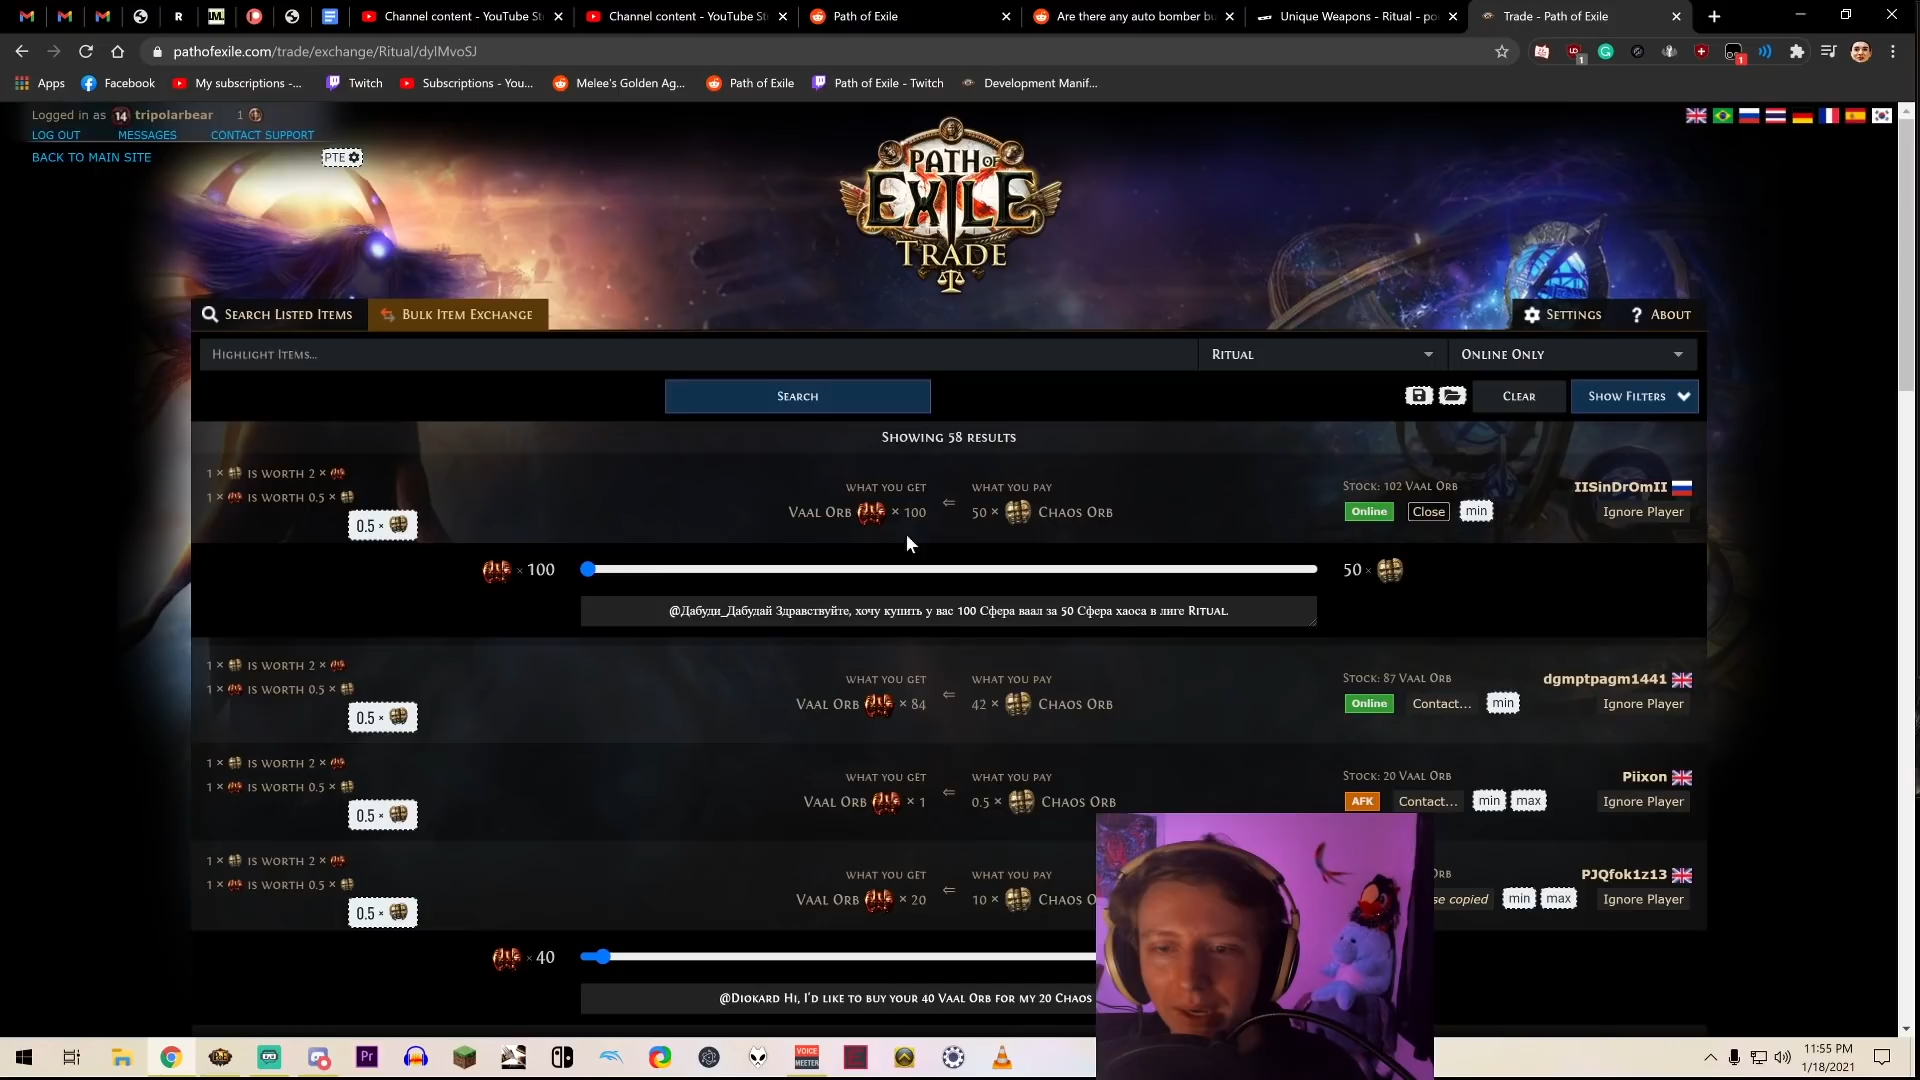 Channel content - YouTube St
Channel content - YouTube St
Path of Exile
Are there any auto bomber bu
Unique Weapons - Ritual - po
Trade - Path of Exile
pathofexile.com/trade/exchange/Ritual/dylMvoSJ
Apps
Facebook
My subscriptions -...
Twitch
Subscriptions - You...
Melee's Golden Ag...
Path of Exile
Path of Exile - Twitch
Development Manif...
Logged in as 14 tripolarbear 1
LOG OUT MESSAGES CONTACT SUPPORT
BACK TO MAIN SITE
PTE
PATH OF
EXILE
TRADE
Search Listed Items
Bulk Item Exchange
Settings
? About
Highlight Items...
Ritual
Online Only
Search
Clear
Show Filters
Showing 58 results
1 × is worth 2 ×
1 × is worth 0.5 ×
0.5 ×
What you get
Vaal Orb × 100
⇐
What you pay
50 × Chaos Orb
Stock: 102 Vaal Orb
IISinDrOmII
Online Close min
Ignore Player
× 100
50 ×
@Дабуди_Дабудай Здравствуйте, хочу купить у вас 100 Сфера ваал за 50 Сфера хаоса в лиге Ritual.
1 × is worth 2 ×
1 × is worth 0.5 ×
0.5 ×
What you get
Vaal Orb × 84
⇐
What you pay
42 × Chaos Orb
Stock: 87 Vaal Orb
dgmptpagm1441
Online Contact... min
Ignore Player
1 × is worth 2 ×
1 × is worth 0.5 ×
0.5 ×
What you get
Vaal Orb × 1
⇐
What you pay
0.5 × Chaos Orb
Stock: 20 Vaal Orb
Piixon
AFK Contact... min max
Ignore Player
1 × is worth 2 ×
1 × is worth 0.5 ×
0.5 ×
What you get
Vaal Orb × 20
⇐
What you pay
10 × Chaos O
rb
PJQfok1z13
se copied min max
Ignore Player
× 40
@Diokard Hi, I'd like to buy your 40 Vaal Orb for my 20 Chaos
Pr
VOICE
MEETER
11:55 PM
1/18/2021